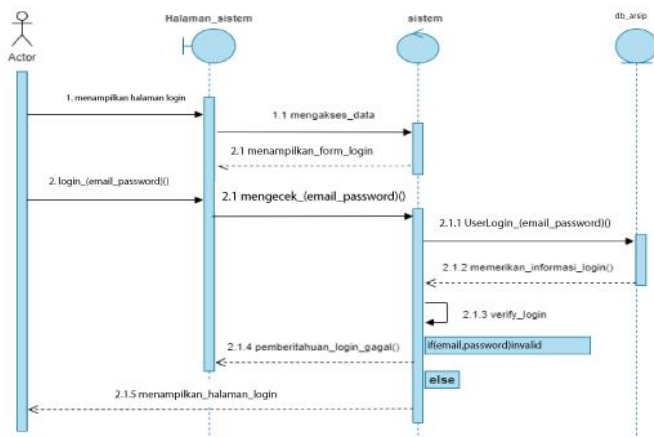 Halaman_sistem
sistem
db_arsip
Actor
1. menampilkan halaman login
1.1 mengakses_data
2.1 menampilkan_form_login
2. login_(email_password)()
2.1 mengecek_(email_password)()
2.1.1 UserLogin_(email_password)()
2.1.2 memerikan_informasi_login()
2.1.3 verify_login
2.1.4 pemberitahuan_login_gagal()
if(email,password)invalid
else
2.1.5 menampilkan_halaman_login